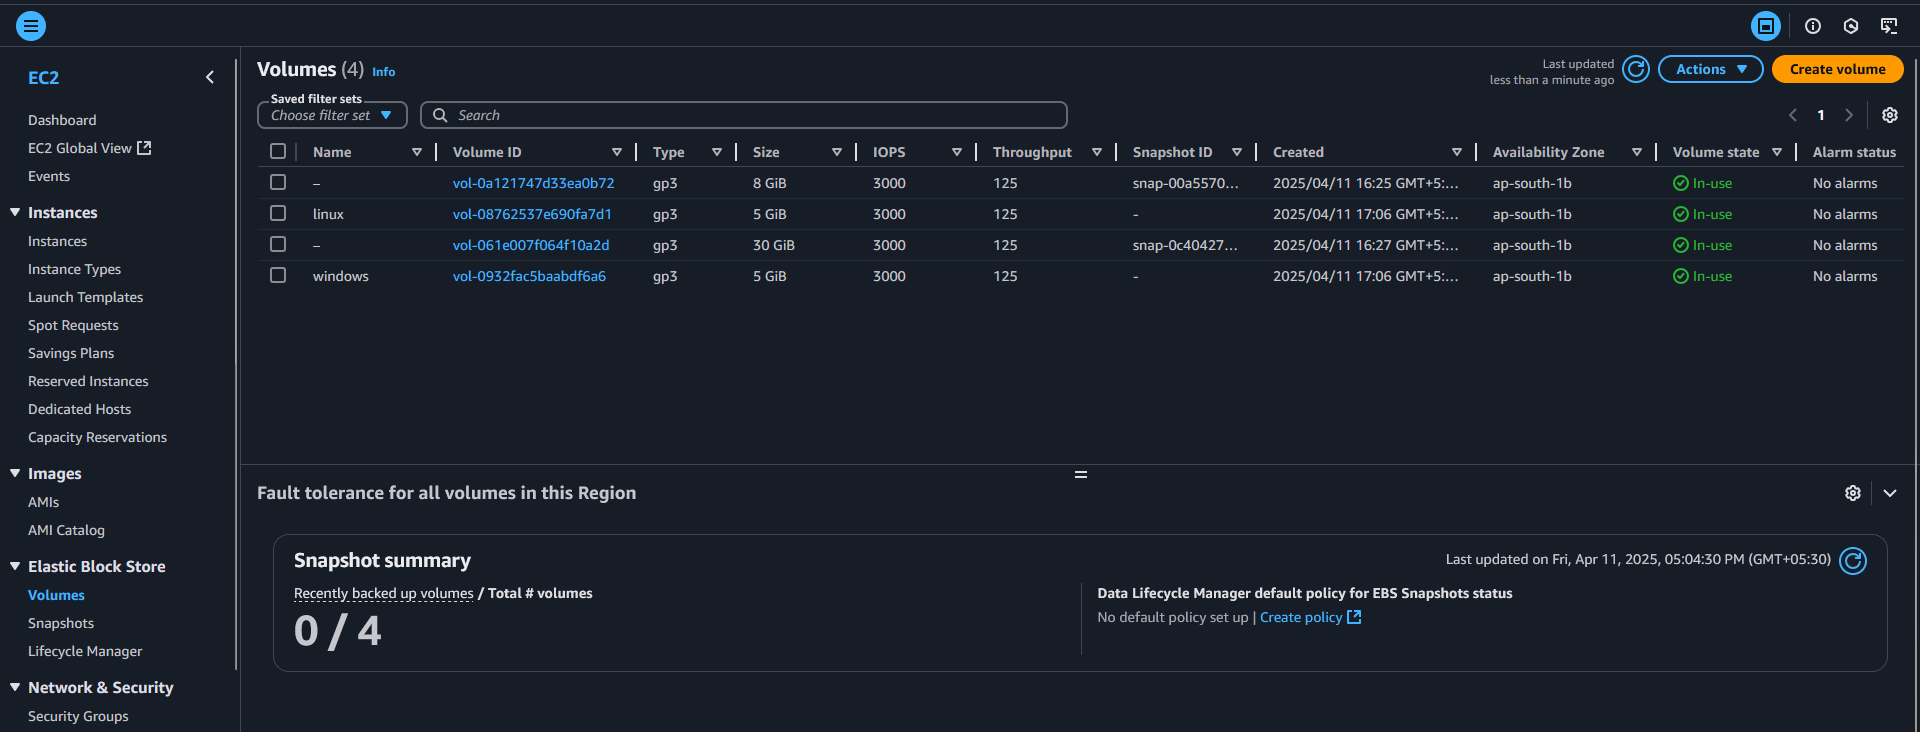 EC2
Dashboard
EC2 Global View
Events
Instances
Instances
Instance Types
Launch Templates
Spot Requests
Savings Plans
Reserved Instances
Dedicated Hosts
Capacity Reservations
Images
AMIs
AMI Catalog
Elastic Block Store
Volumes
Snapshots
Lifecycle Manager
Network & Security
Security Groups
Volumes (4) Info
Last updated
less than a minute ago
Actions
Create volume
Saved filter sets
Choose filter set
Search
1
Name Volume ID Type Size IOPS Throughput Snapshot ID Created Availability Zone Volume state Alarm status
– vol-0a121747d33ea0b72 gp3 8 GiB 3000 125 snap-00a5570... 2025/04/11 16:25 GMT+5:... ap-south-1b In-use No alarms
linux vol-08762537e690fa7d1 gp3 5 GiB 3000 125 - 2025/04/11 17:06 GMT+5:... ap-south-1b In-use No alarms
– vol-061e007f064f10a2d gp3 30 GiB 3000 125 snap-0c40427... 2025/04/11 16:27 GMT+5:... ap-south-1b In-use No alarms
windows vol-0932fac5baabdf6a6 gp3 5 GiB 3000 125 - 2025/04/11 17:06 GMT+5:... ap-south-1b In-use No alarms
Fault tolerance for all volumes in this Region
Snapshot summary
Last updated on Fri, Apr 11, 2025, 05:04:30 PM (GMT+05:30)
Recently backed up volumes / Total # volumes
0 / 4
Data Lifecycle Manager default policy for EBS Snapshots status
No default policy set up | Create policy